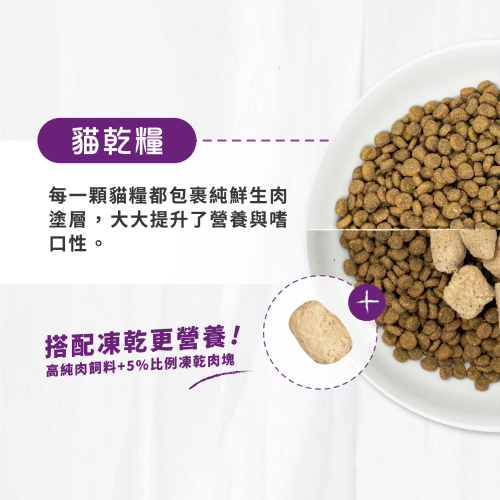 貓乾糧
每一顆貓糧都包裹純鮮生肉
塗層，大大提升了營養與嗜
口性。
搭配凍乾更營養！
高純肉飼料+5%比例凍乾肉塊